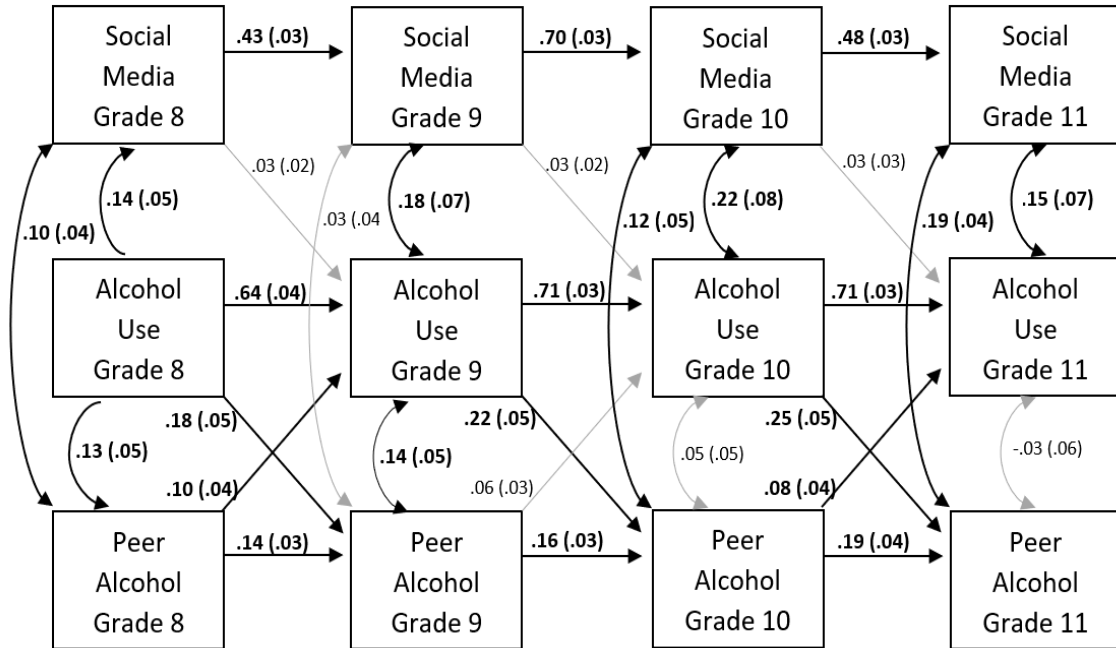 Social
Media
Grade 8
.43 (.03)
Social
Media
Grade 9
.70 (.03)
Social
Media
Grade 10
.48 (.03)
Social
Media
Grade 11
.10 (.04)
.14 (.05)
.03 (.02)
.03 (.04
.18 (.07)
.03 (.02)
.12 (.05)
.22 (.08)
.03 (.03)
.19 (.04)
.15 (.07)
Alcohol
Use
Grade 8
.64 (.04)
Alcohol
Use
Grade 9
.71 (.03)
Alcohol
Use
Grade 10
.71 (.03)
Alcohol
Use
Grade 11
.13 (.05)
.18 (.05)
.10 (.04)
.14 (.05)
.22 (.05)
.06 (.03)
.05 (.05)
.25 (.05)
.08 (.04)
-.03 (.06)
Peer
Alcohol
Grade 8
.14 (.03)
Peer
Alcohol
Grade 9
.16 (.03)
Peer
Alcohol
Grade 10
.19 (.04)
Peer
Alcohol
Grade 11